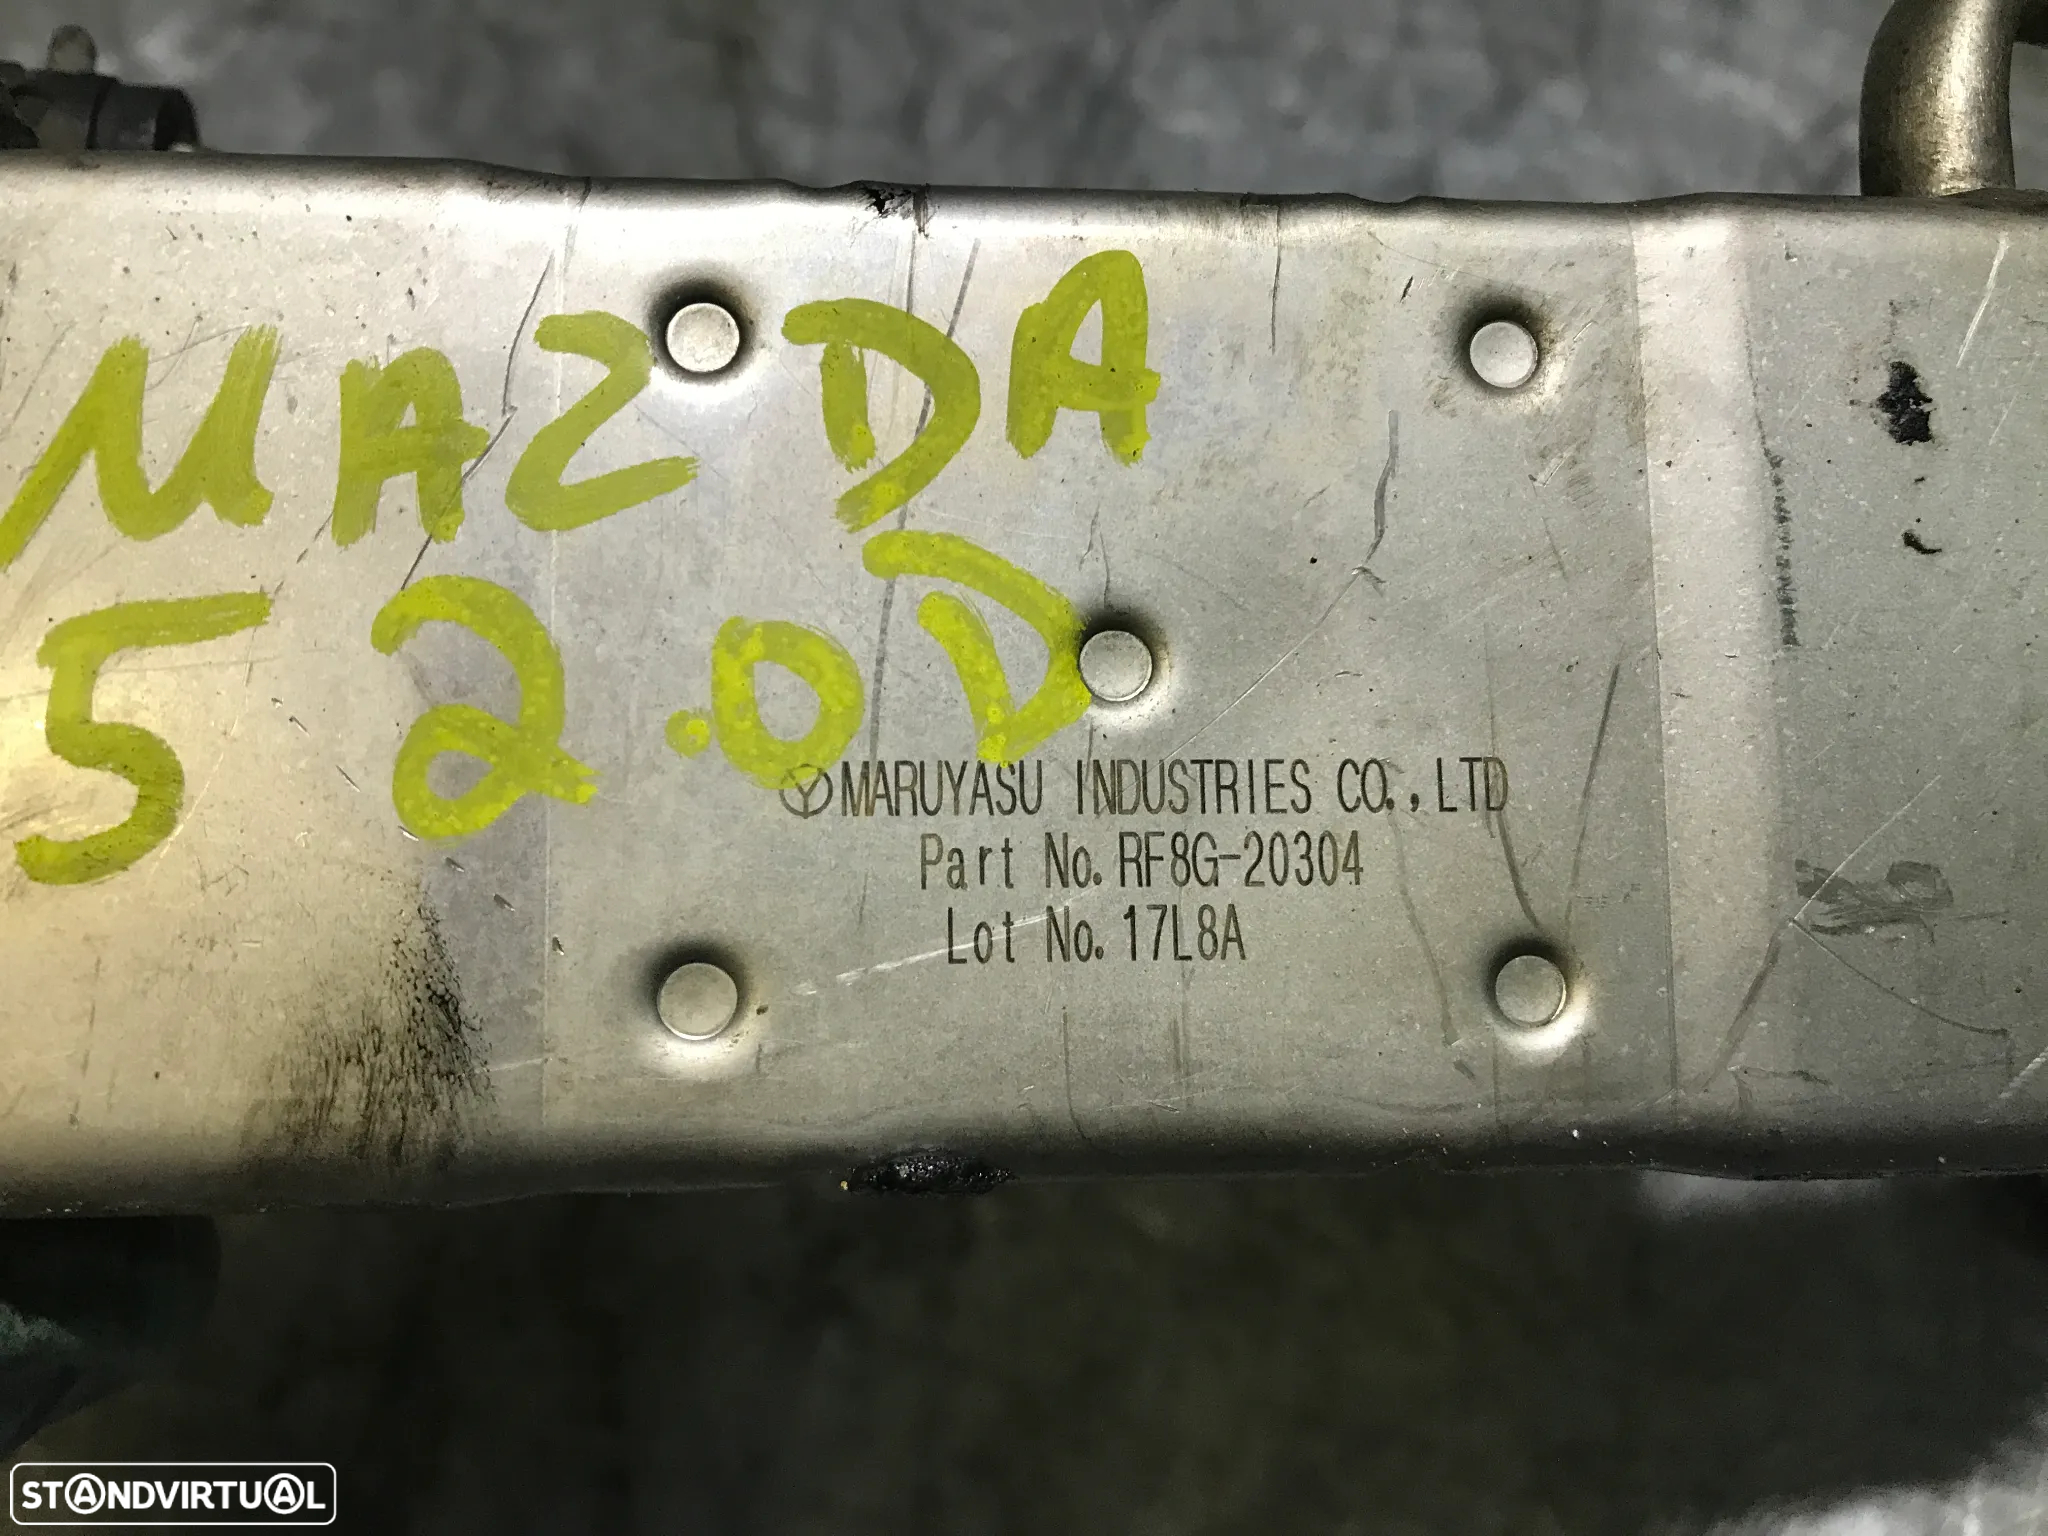 MAZDA
5 2.0D
MARUYASU INDUSTRIES CO.,LTD
Part No. RF8G-20304
Lot No. 17L8A
STANDVIRTUAL